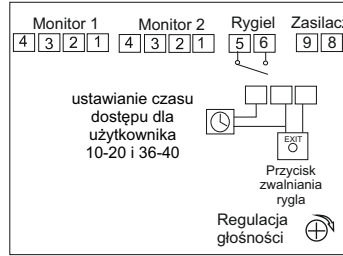 Monitor 1 Monitor 2 Rygiel Zasilacz
4 3 2 1 4 3 2 1 5 6 9 8
ustawianie czasu
dostępu dla
użytkownika
10-20 i 36-40
EXIT
Przycisk
zwalniania
rygla
Regulacja
głośności